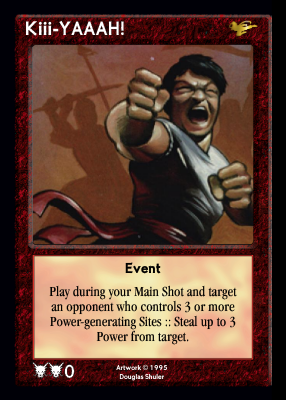 Kiii-YAAAH!
Event
Play during your Main Shot and target
an opponent who controls 3 or more
Power-generating Sites :: Steal up to 3
Power from target.
0
Artwork © 1995
Douglas Shuler